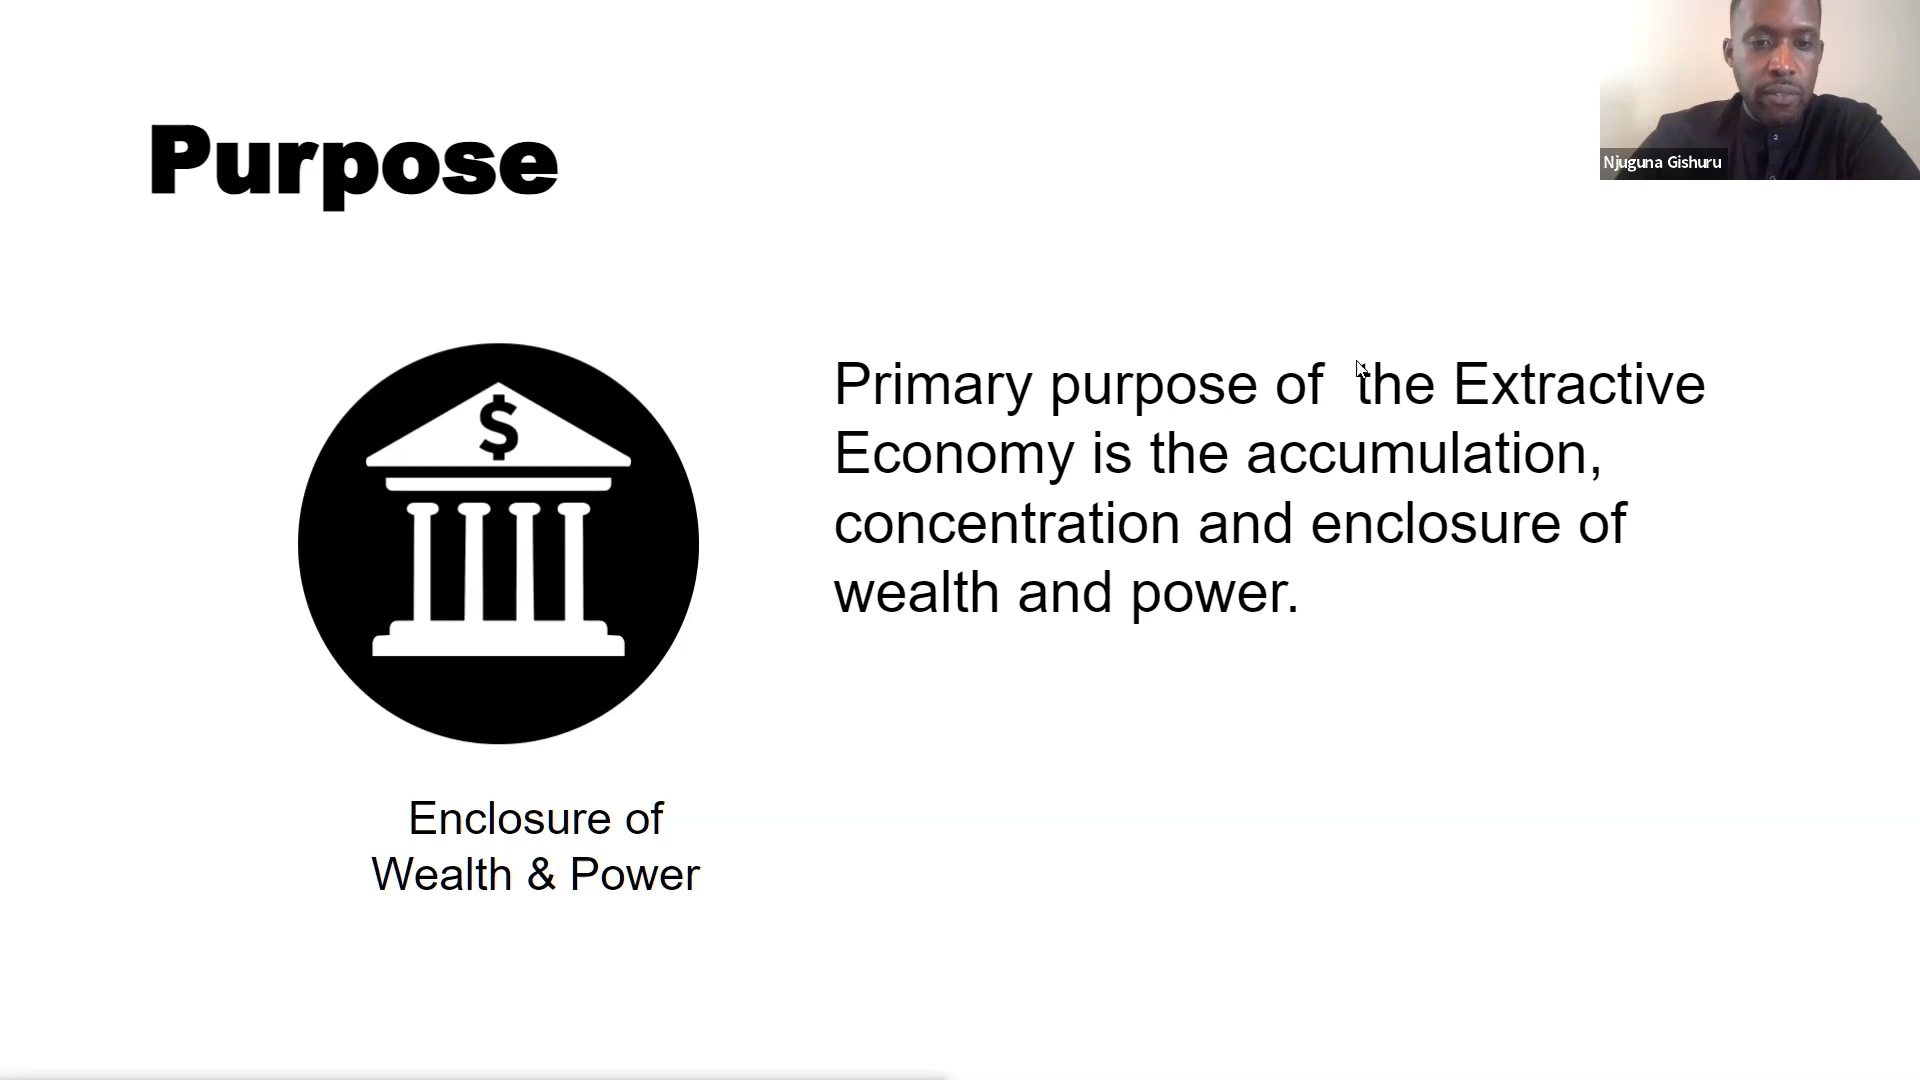 Purpose
Njuguna Gishuru
$
Primary purpose of the Extractive
Economy is the accumulation,
concentration and enclosure of
wealth and power.
Enclosure of
Wealth & Power